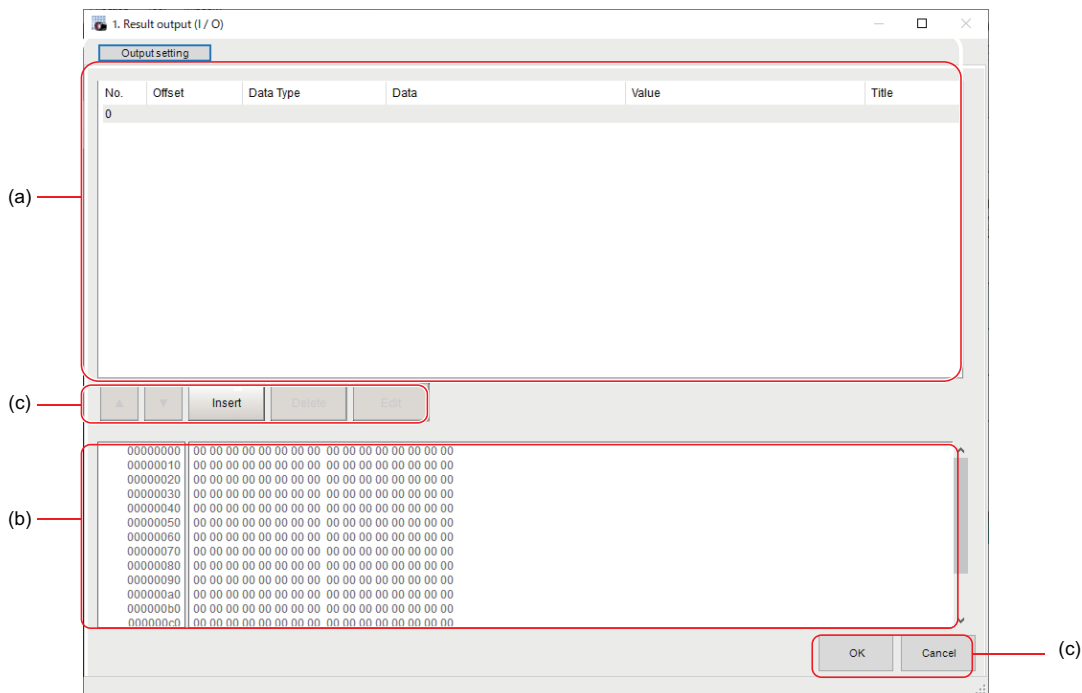 1. Result output (I / O)
Output setting
No. Offset Data Type Data Value Title
0
(a)
(c) ▲ ▼ Insert Delete Edit
00000000 00 00 00 00 00 00 00 00 00 00 00 00 00 00 00 00
00000010 00 00 00 00 00 00 00 00 00 00 00 00 00 00 00 00
00000020 00 00 00 00 00 00 00 00 00 00 00 00 00 00 00 00
00000030 00 00 00 00 00 00 00 00 00 00 00 00 00 00 00 00
00000040 00 00 00 00 00 00 00 00 00 00 00 00 00 00 00 00
(b) 00000050 00 00 00 00 00 00 00 00 00 00 00 00 00 00 00 00
00000060 00 00 00 00 00 00 00 00 00 00 00 00 00 00 00 00
00000070 00 00 00 00 00 00 00 00 00 00 00 00 00 00 00 00
00000080 00 00 00 00 00 00 00 00 00 00 00 00 00 00 00 00
00000090 00 00 00 00 00 00 00 00 00 00 00 00 00 00 00 00
000000a0 00 00 00 00 00 00 00 00 00 00 00 00 00 00 00 00
000000b0 00 00 00 00 00 00 00 00 00 00 00 00 00 00 00 00
000000c0 00 00 00 00 00 00 00 00 00 00 00 00 00 00 00 00
OK Cancel (c)